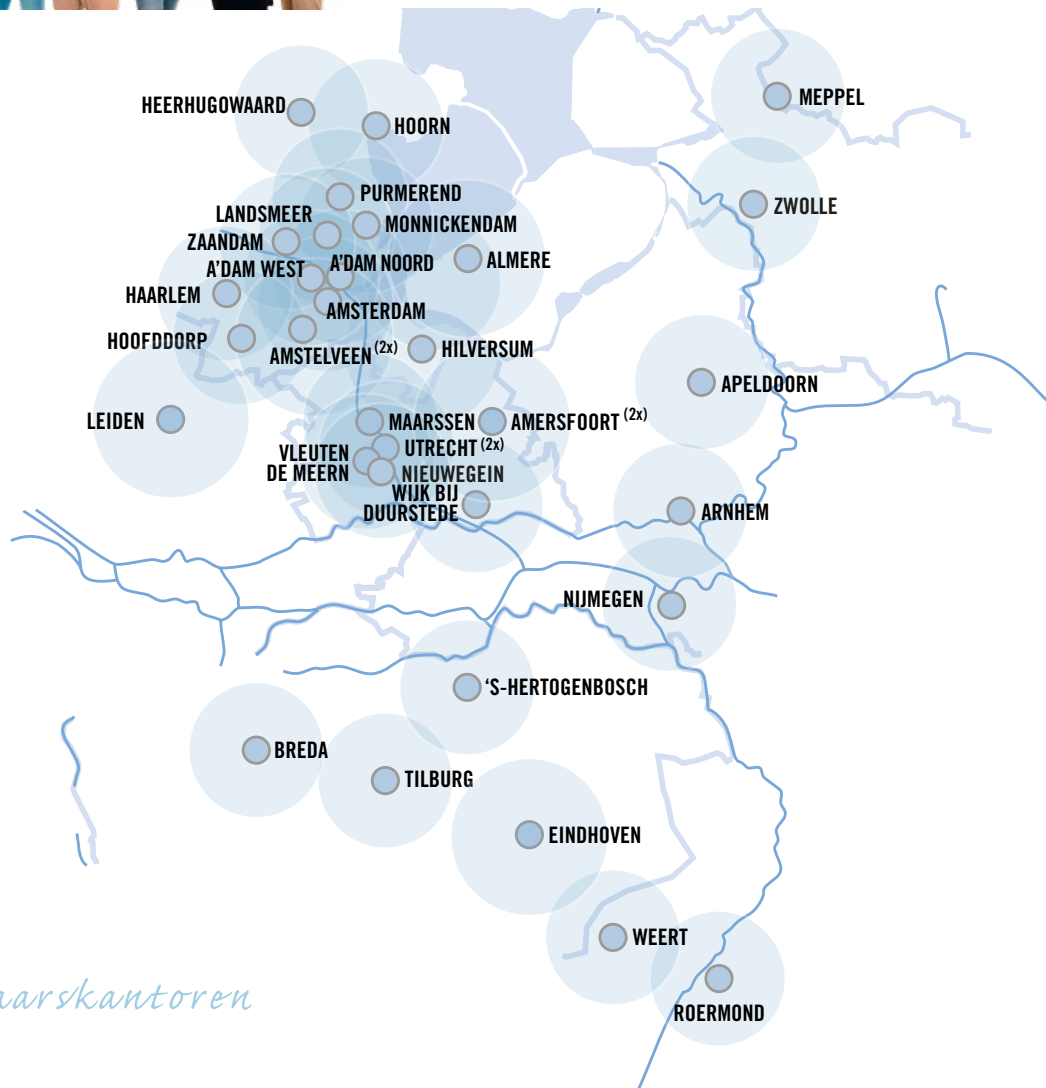 HEERHUGOWAARD
HOORN
MEPPEL
PURMEREND
ZWOLLE
LANDSMEER
MONNICKENDAM
ZAANDAM
A'DAM WEST
A'DAM NOORD
ALMERE
HAARLEM
AMSTERDAM
HOOFDDORP
AMSTELVEEN (2x)
HILVERSUM
APELDOORN
LEIDEN
MAARSSEN
AMERSFOORT (2x)
UTRECHT (2x)
VLEUTEN
DE MEERN
NIEUWEGEIN
WIJK BIJ
DUURSTEDE
ARNHEM
NIJMEGEN
‘S-HERTOGENBOSCH
BREDA
TILBURG
EINDHOVEN
WEERT
aarskantoren
ROERMOND